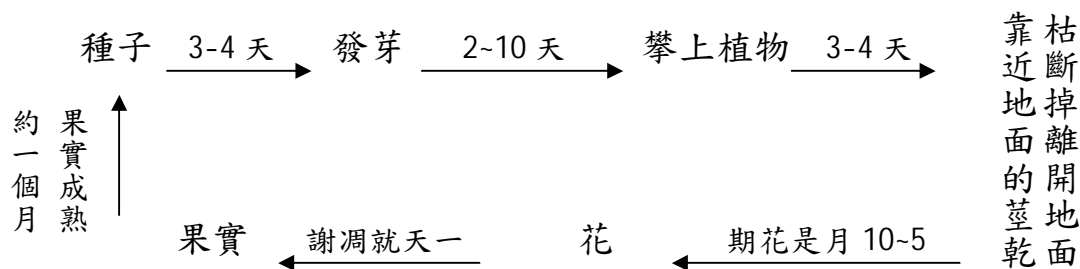 種子 3-4 天 發芽 2~10 天 攀上植物 3-4 天
靠近地面的莖乾
枯斷掉離開地面
果實成熟
約一個月
果實 謝凋就天一 花 期花是月 10~5